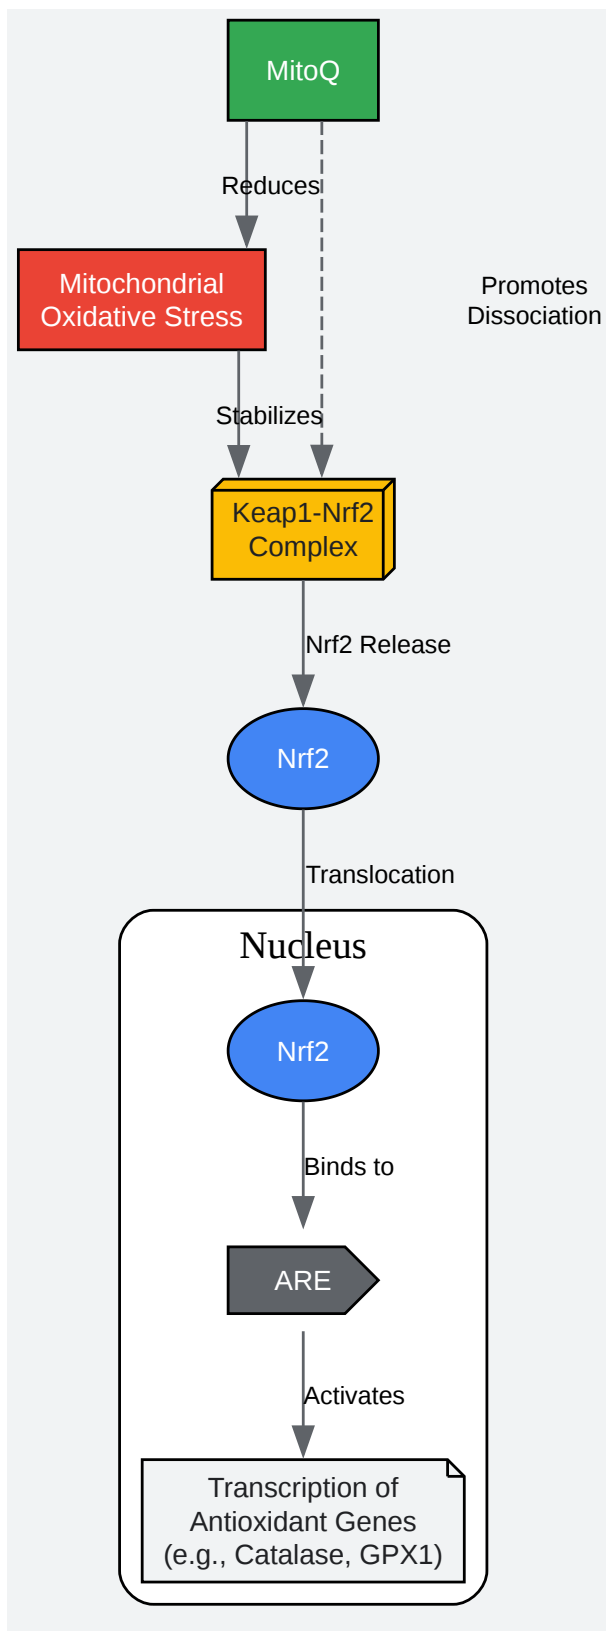 MitoQ
Reduces
Mitochondrial
Oxidative Stress
Promotes
Dissociation
Stabilizes
Keap1-Nrf2
Complex
Nrf2 Release
Nrf2
Translocation
Nucleus
Nrf2
Binds to
ARE
Activates
Transcription of
Antioxidant Genes
(e.g., Catalase, GPX1)